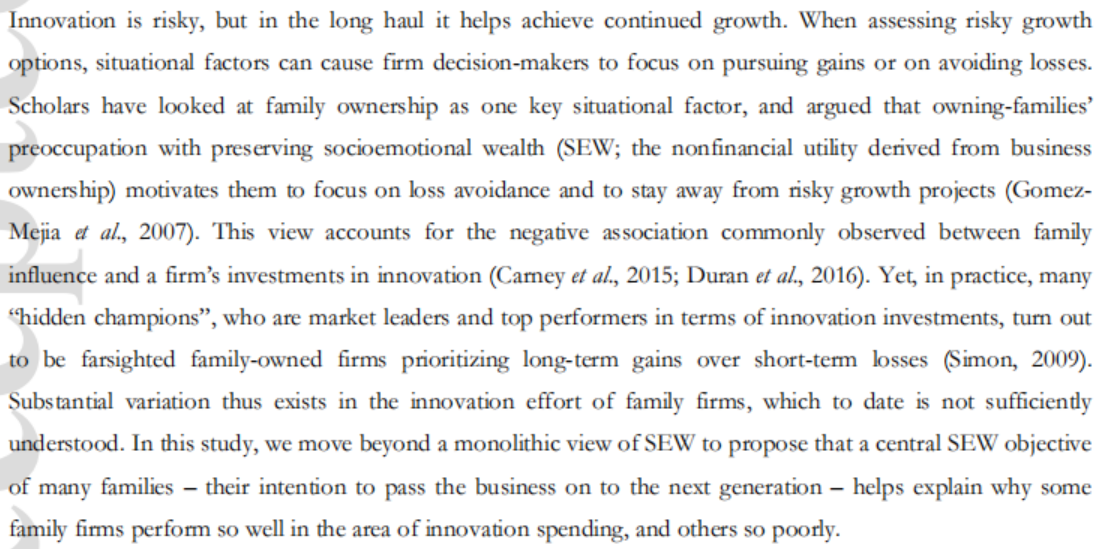 Innovation is risky, but in the long haul it helps achieve continued growth. When assessing risky growth
options, situational factors can cause firm decision-makers to focus on pursuing gains or on avoiding losses.
Scholars have looked at family ownership as one key situational factor, and argued that owning-families’
preoccupation with preserving socioemotional wealth (SEW; the nonfinancial utility derived from business
ownership) motivates them to focus on loss avoidance and to stay away from risky growth projects (Gomez-
Mejia et al., 2007). This view accounts for the negative association commonly observed between family
influence and a firm’s investments in innovation (Carney et al., 2015; Duran et al., 2016). Yet, in practice, many
“hidden champions”, who are market leaders and top performers in terms of innovation investments, turn out
to be farsighted family-owned firms prioritizing long-term gains over short-term losses (Simon, 2009).
Substantial variation thus exists in the innovation effort of family firms, which to date is not sufficiently
understood. In this study, we move beyond a monolithic view of SEW to propose that a central SEW objective
of many families – their intention to pass the business on to the next generation – helps explain why some
family firms perform so well in the area of innovation spending, and others so poorly.